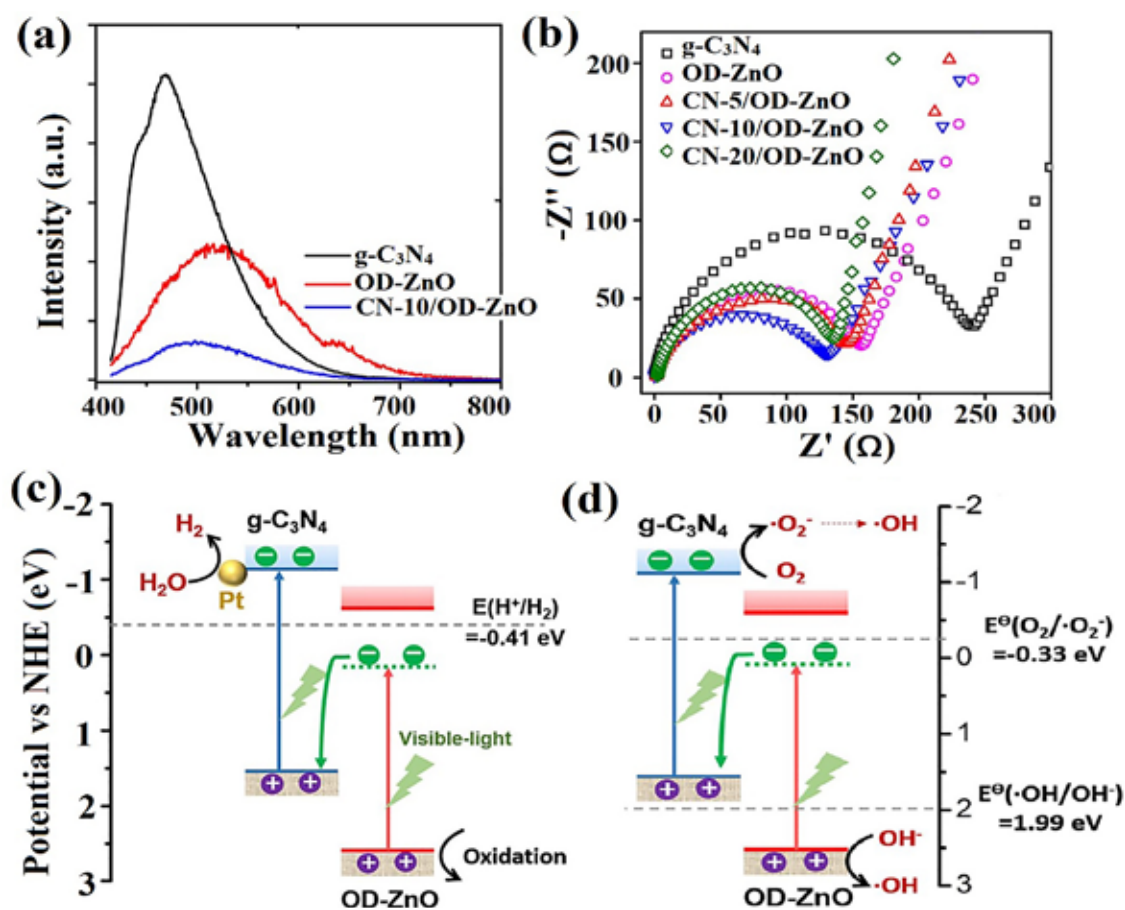 (a)
Intensity (a.u.)
g-C₃N₄
OD-ZnO
CN-10/OD-ZnO
400 500 600 700 800
Wavelength (nm)
(b)
g-C₃N₄
OD-ZnO
CN-5/OD-ZnO
CN-10/OD-ZnO
CN-20/OD-ZnO
-Z'' (Ω)
200
150
100
50
0
0 50 100 150 200 250 300
Z' (Ω)
(c)
Potential vs NHE (eV)
-2
-1
0
1
2
3
g-C₃N₄
H₂
H₂O
Pt
E(H⁺/H₂)
=-0.41 eV
Visible-light
Oxidation
OD-ZnO
(d)
g-C₃N₄
·O₂⁻ ·OH
O₂
E⁰(O₂/·O₂⁻)
=-0.33 eV
E⁰(·OH/OH⁻)
=1.99 eV
OH⁻
·OH
OD-ZnO
-2
-1
0
1
2
3